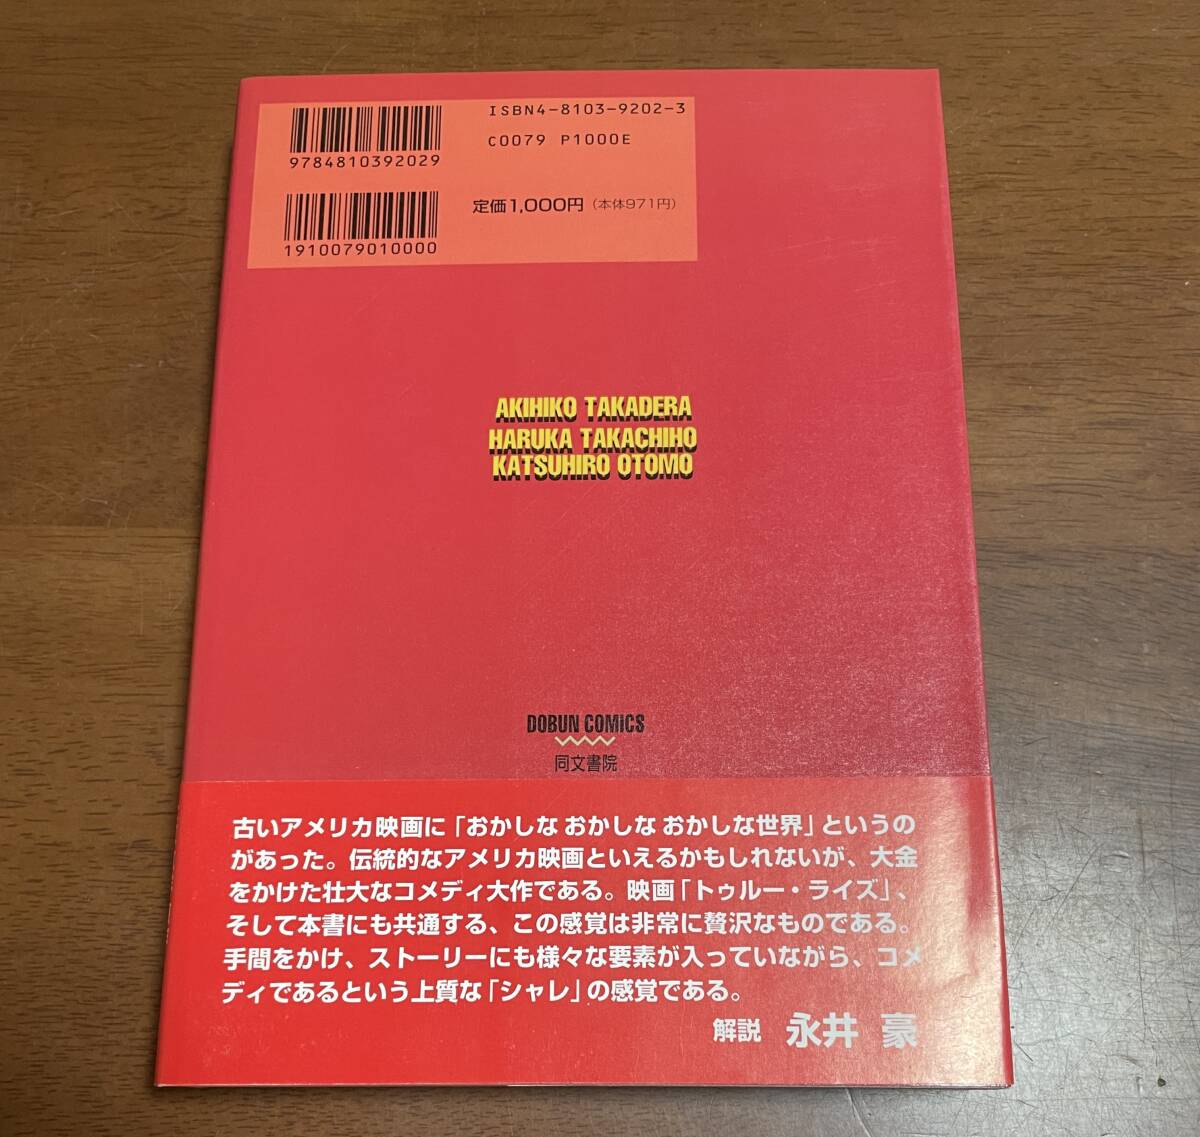 ISBN4-8103-9202-3
C0079 P1000E
9784810392029
定価1,000円（本体971円）
1910079010000
AKIHIKO TAKADERA
HARUKA TAKACHIHO
KATSUHIRO OTOMO
DOBUN COMICS
同文書院
古いアメリカ映画に「おかしな おかしな おかしな世界」というの
があった。伝統的なアメリカ映画といえるかもしれないが、大金
をかけた壮大なコメディ大作である。映画「トゥルー・ライズ」、
そして本書にも共通する、この感覚は非常に贅沢なものである。
手間をかけ、ストーリーにも様々な要素が入っていながら、コメ
ディであるという上質な「シャレ」の感覚である。
解説 永井 豪